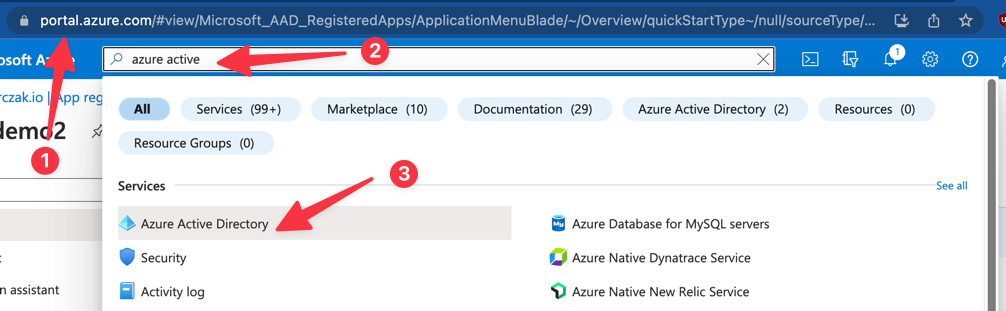 portal.azure.com/#view/Microsoft_AAD_RegisteredApps/ApplicationMenuBlade/~/Overview/quickStartType~/null/sourceType/...
osoft Az
azure active
2
1
rczak.io | App reg
All
Services (99+)
Marketplace (10)
Documentation (29)
Azure Active Directory (2)
Resources (0)
demo2
Resource Groups (0)
1
3
Services
See all
Azure Active Directory
Azure Database for MySQL servers
Security
Azure Native Dynatrace Service
n assistant
Activity log
Azure Native New Relic Service